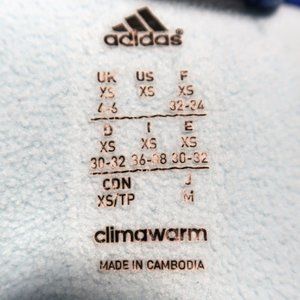 adidas®
UK US F
XS XS XS
4-6 32-34
D I E
XS XS XS
30-32 36-38 30-32
CDN J
XS/TP M
climawarm
MADE IN CAMBODIA